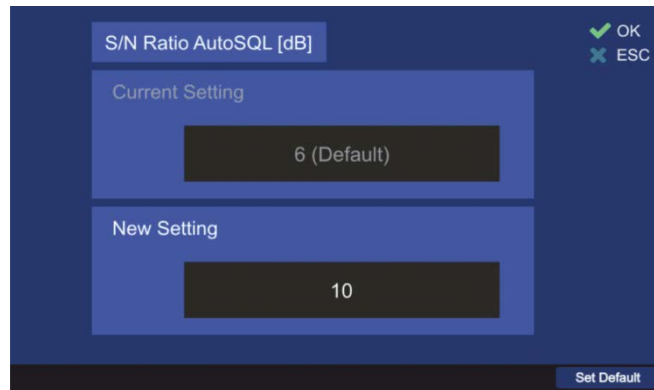 S/N Ratio AutoSQL [dB]
OK
ESC
Current Setting
6 (Default)
New Setting
10
Set Default